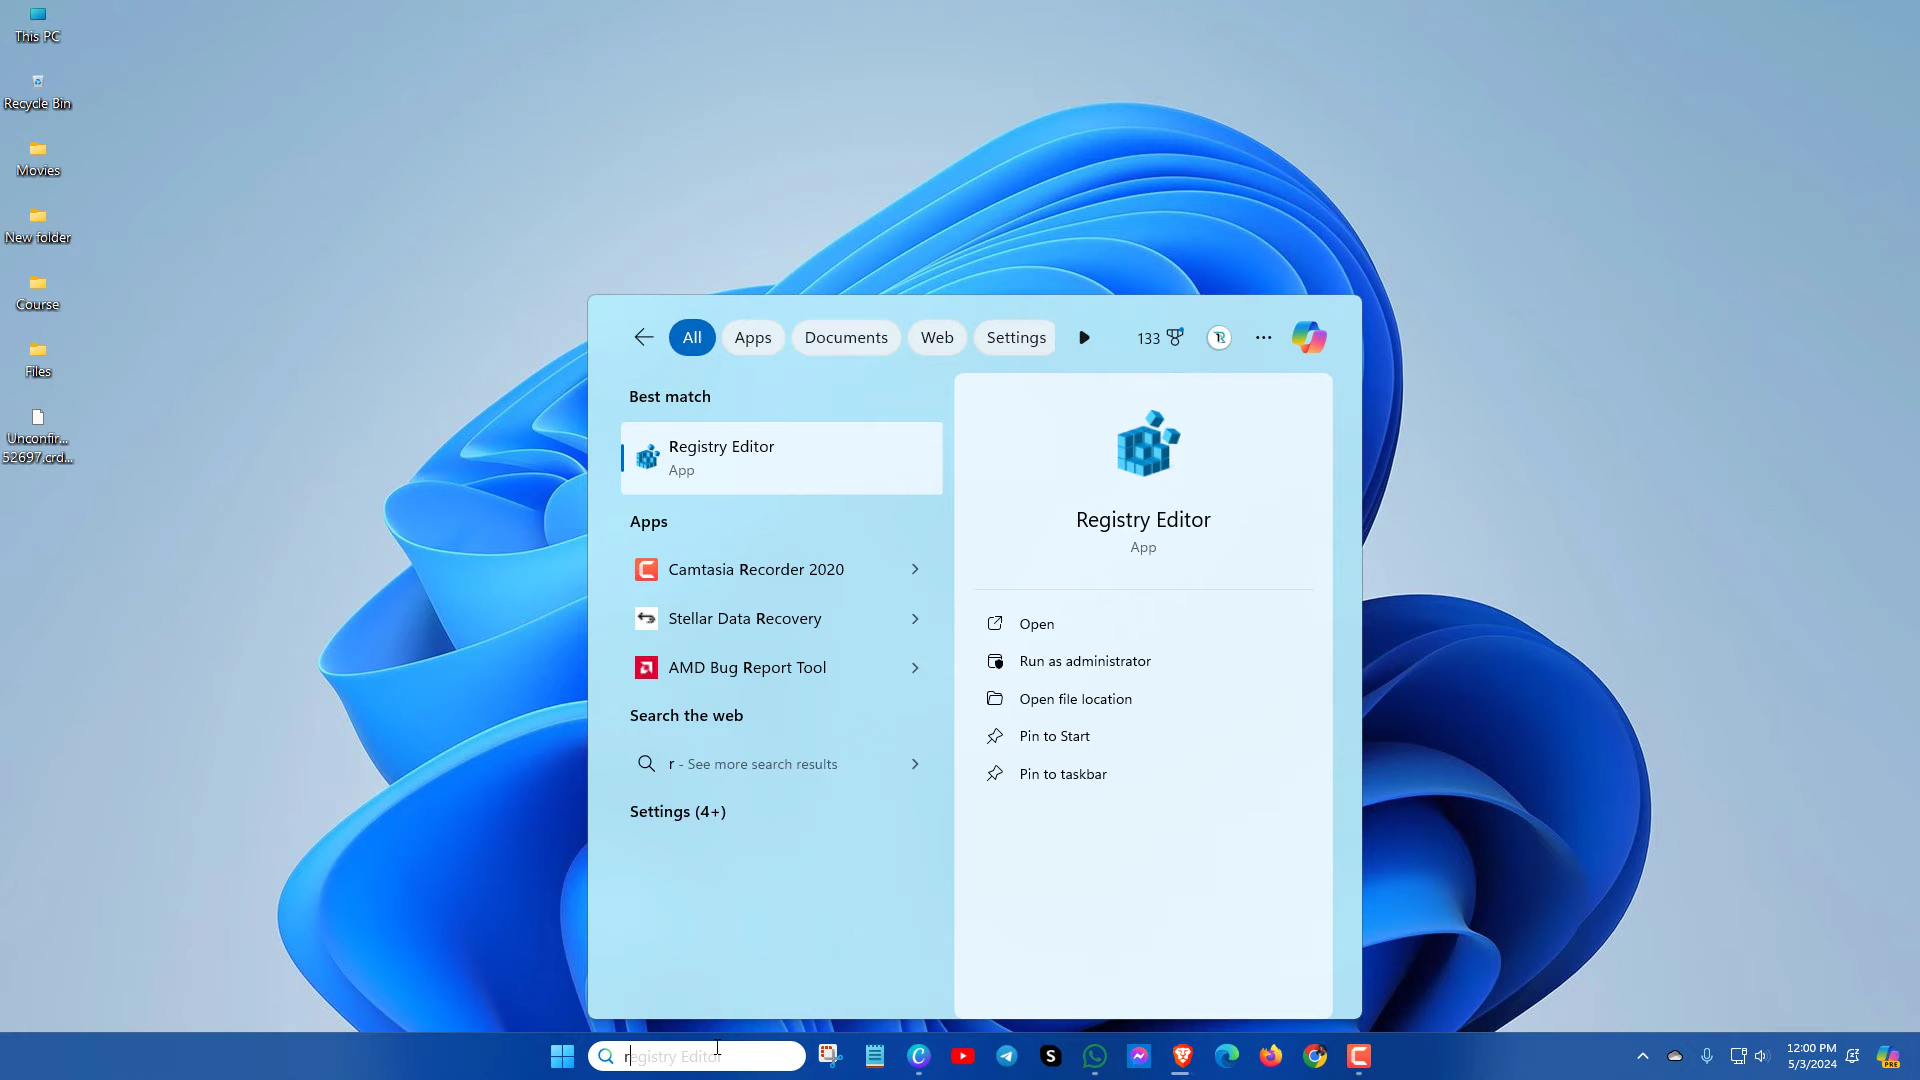 This PC
Recycle Bin
Movies
New folder
Course
Files
Unconfir...
52697.crd...
All
Apps
Documents
Web
Settings
133
Best match
Registry Editor
App
Apps
Camtasia Recorder 2020
Stellar Data Recovery
AMD Bug Report Tool
Search the web
r - See more search results
Settings (4+)
Registry Editor
App
Open
Run as administrator
Open file location
Pin to Start
Pin to taskbar
registry Editor
12:00 PM
5/3/2024
PRE